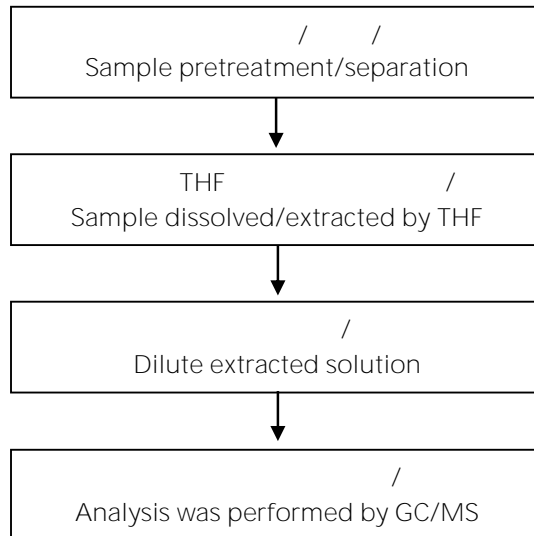 / /
Sample pretreatment/separation
THF /
Sample dissolved/extracted by THF
/
Dilute extracted solution
/
Analysis was performed by GC/MS